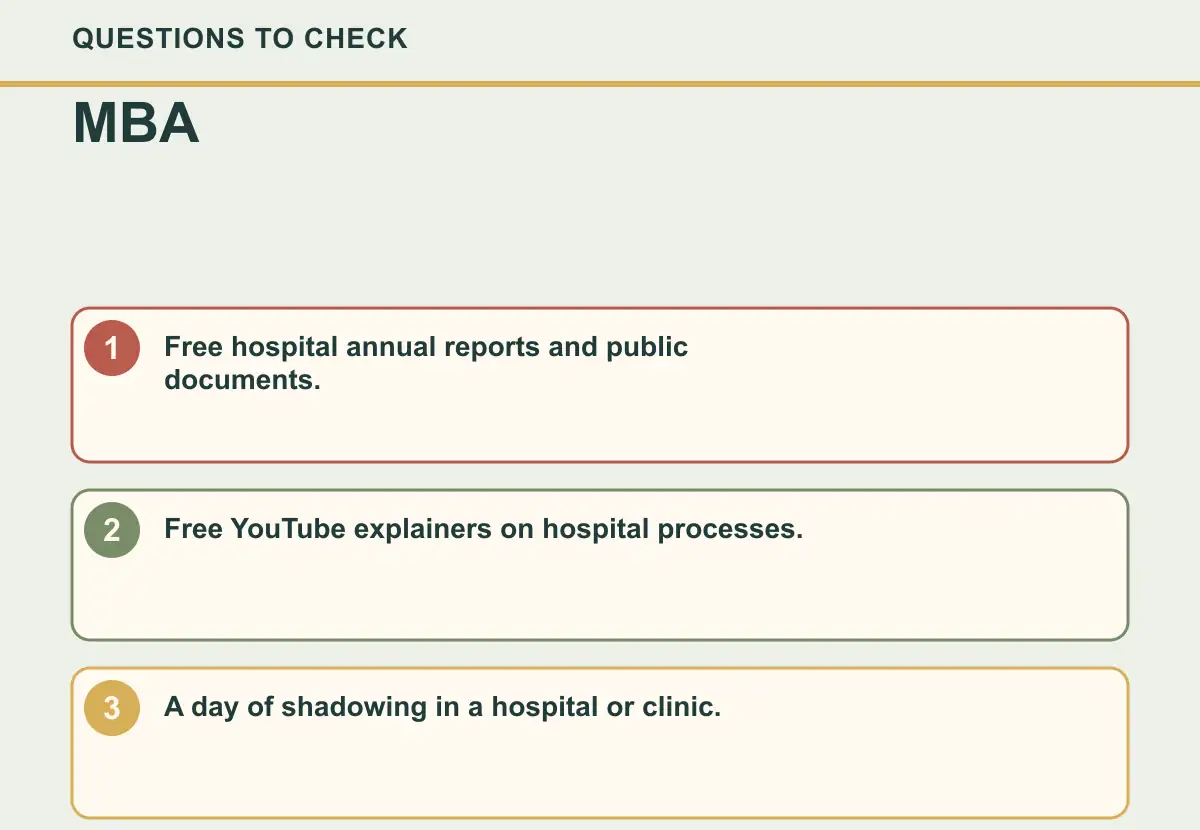 QUESTIONS TO CHECK
MBA
1
Free hospital annual reports and public
documents.
2
Free YouTube explainers on hospital processes.
3
A day of shadowing in a hospital or clinic.